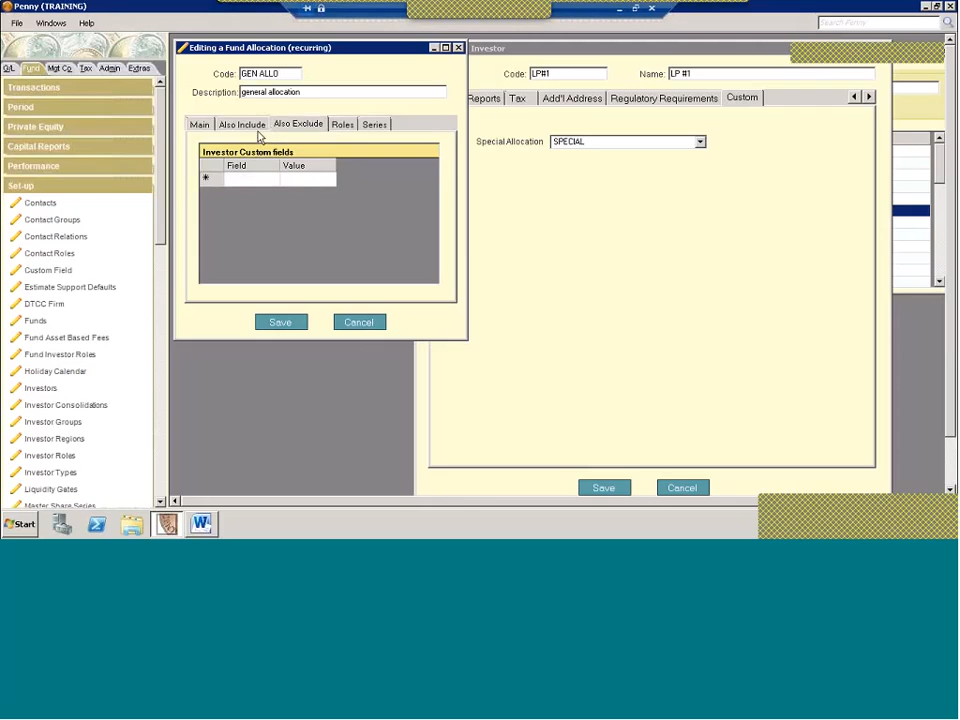 Penny (TRAINING)
File Windows Help
Search Penny
G/L Fund Mgt Co Tax Admin Extras
Transactions
Period
Private Equity
Capital Reports
Performance
Set-up
Contacts
Contact Groups
Contact Relations
Contact Roles
Custom Field
Estimate Support Defaults
DTCC Firm
Funds
Fund Asset Based Fees
Fund Investor Roles
Holiday Calendar
Investors
Investor Consolidations
Investor Groups
Investor Regions
Investor Roles
Investor Types
Liquidity Gates
Master Share Series
Editing a Fund Allocation (recurring)
Code: GEN ALLO
Description: general allocation
Main Also Include Also Exclude Roles Series
Investor Custom fields
Field Value
Save Cancel
Investor
Code: LP#1 Name: LP #1
Reports Tax Add'l Address Regulatory Requirements Custom
Special Allocation SPECIAL
Save Cancel
Start